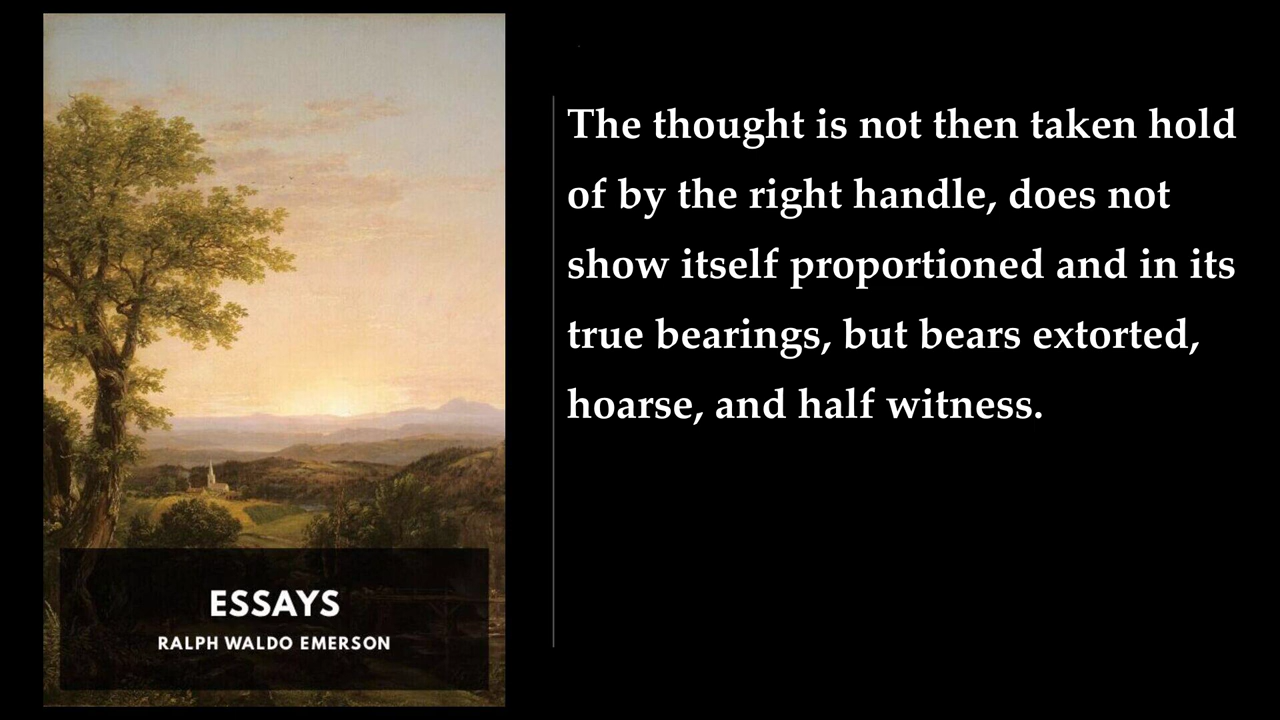 ESSAYS
RALPH WALDO EMERSON
The thought is not then taken hold
of by the right handle, does not
show itself proportioned and in its
true bearings, but bears extorted,
hoarse, and half witness.